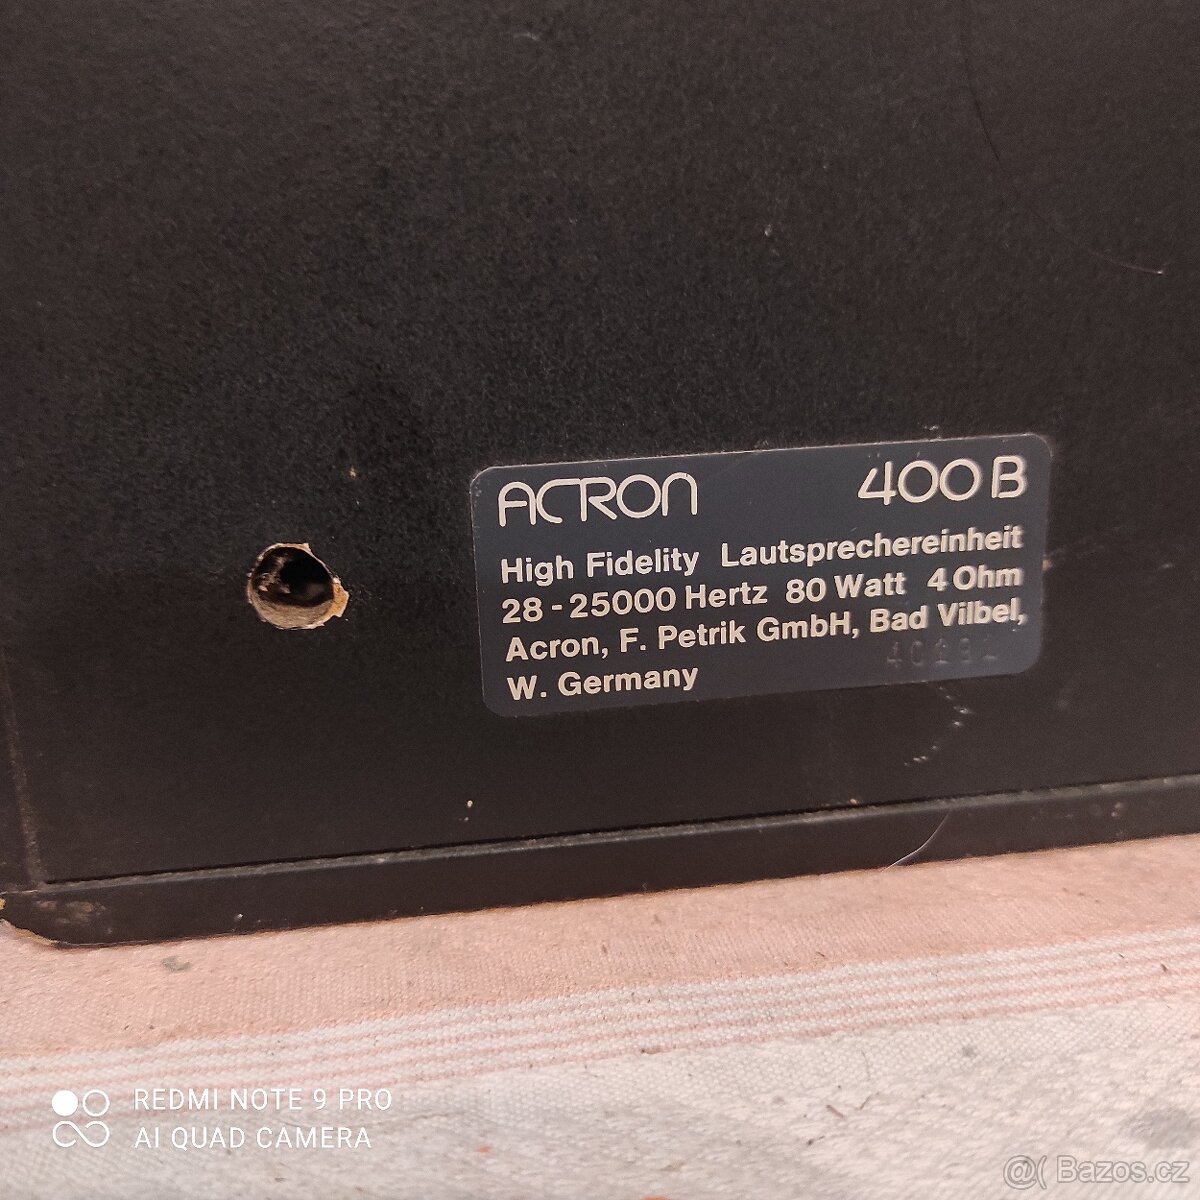 ACRON 400 B
High Fidelity Lautsprechereinheit
28 - 25000 Hertz 80 Watt 4 Ohm
Acron, F. Petrik GmbH, Bad Vilbel,
W. Germany
REDMI NOTE 9 PRO
AI QUAD CAMERA
@( Bazos.cz